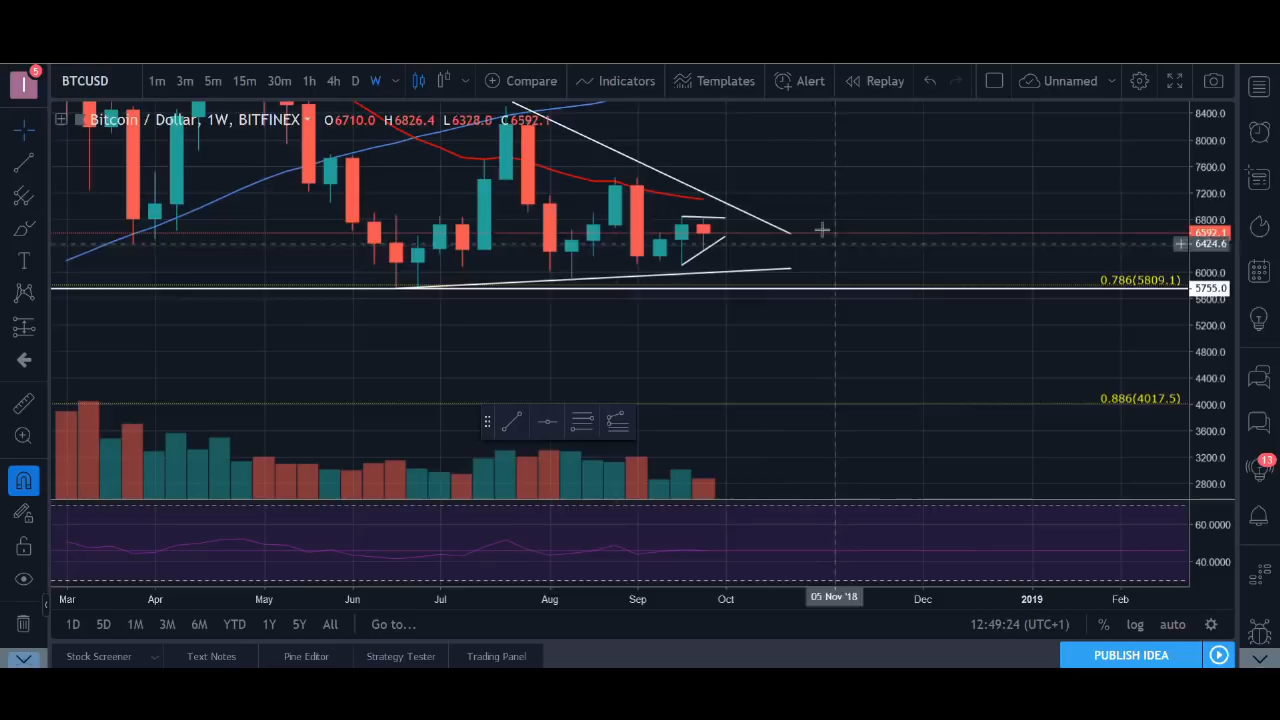 I
5
BTCUSD
1m 3m 5m 15m 30m 1h 4h D W
Compare
Indicators
Templates
Alert
Replay
Unnamed
Bitcoin / Dollar, 1W, BITFINEX O6710.0 H6826.4 L6328.0 C6592.1
8400.0
8000.0
7600.0
7200.0
6800.0
6592.1
6424.6
6000.0
0.786(5809.1)
5755.0
5600.0
5200.0
4800.0
4400.0
0.886(4017.5)
4000.0
3600.0
3200.0
2800.0
13
60.0000
40.0000
Mar Apr May Jun Jul Aug Sep Oct 05 Nov '18 Dec 2019 Feb
1D 5D 1M 3M 6M YTD 1Y 5Y All Go to... 12:49:24 (UTC+1) % log auto
Stock Screener Text Notes Pine Editor Strategy Tester Trading Panel PUBLISH IDEA